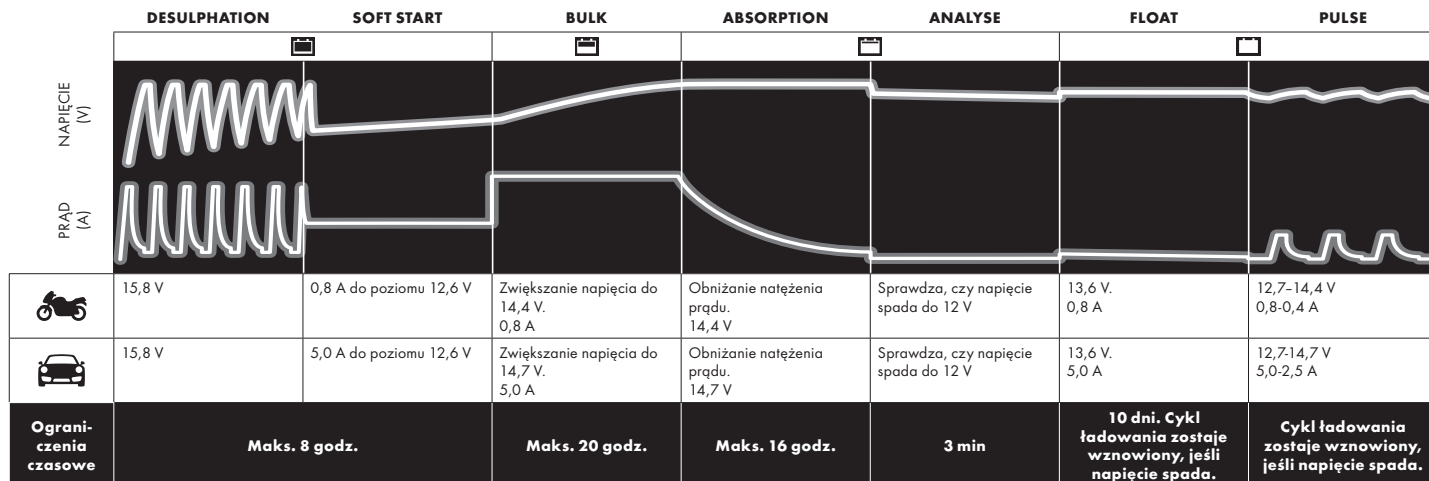 DESULPHATION SOFT START BULK ABSORPTION ANALYSE FLOAT PULSE
NAPIĘCIE
(V)
PRĄD
(A)
15,8 V
0,8 A do poziomu 12,6 V
Zwiększanie napięcia do
14,4 V.
0,8 A
Obniżanie natężenia
prądu.
14,4 V
Sprawdza, czy napięcie
spada do 12 V
13,6 V.
0,8 A
12,7–14,4 V
0,8-0,4 A
15,8 V
5,0 A do poziomu 12,6 V
Zwiększanie napięcia do
14,7 V.
5,0 A
Obniżanie natężenia
prądu.
14,7 V
Sprawdza, czy napięcie
spada do 12 V
13,6 V.
5,0 A
12,7-14,7 V
5,0-2,5 A
Ograni-
czenia
czasowe
Maks. 8 godz.
Maks. 20 godz.
Maks. 16 godz.
3 min
10 dni. Cykl
ładowania zostaje
wznowiony, jeśli
napięcie spada.
Cykl ładowania
zostaje wznowiony,
jeśli napięcie spada.